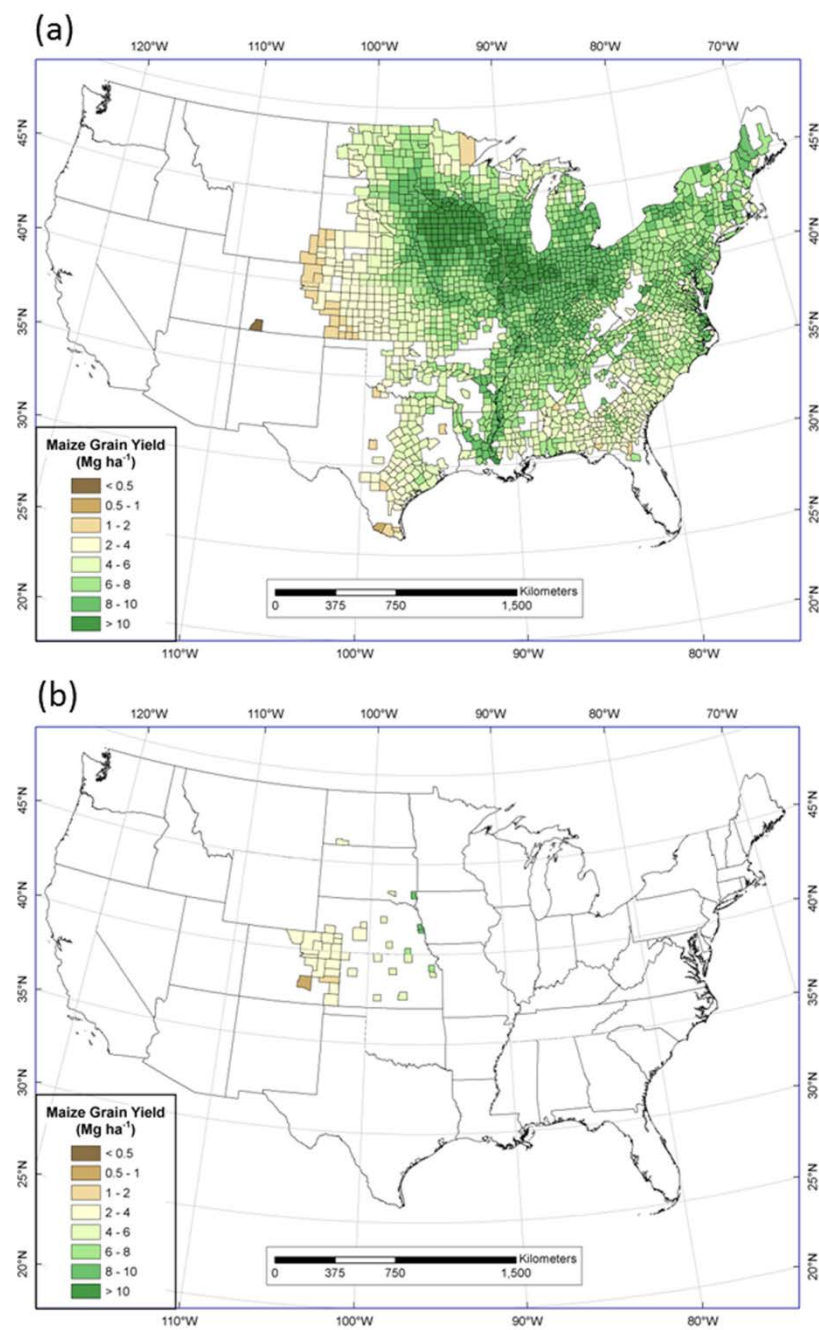 (a)
120°W 110°W 100°W 90°W 80°W 70°W
45°N
40°N
35°N
30°N
25°N
20°N
45°N
40°N
35°N
30°N
25°N
20°N
Maize Grain Yield
(Mg ha-1)
< 0.5
0.5 - 1
1 - 2
2 - 4
4 - 6
6 - 8
8 - 10
> 10
Kilometers
0 375 750 1,500
110°W 100°W 90°W 80°W
(b)
120°W 110°W 100°W 90°W 80°W 70°W
45°N
40°N
35°N
30°N
25°N
20°N
45°N
40°N
35°N
30°N
25°N
20°N
Maize Grain Yield
(Mg ha-1)
< 0.5
0.5 - 1
1 - 2
2 - 4
4 - 6
6 - 8
8 - 10
> 10
Kilometers
0 375 750 1,500
110°W 100°W 90°W 80°W